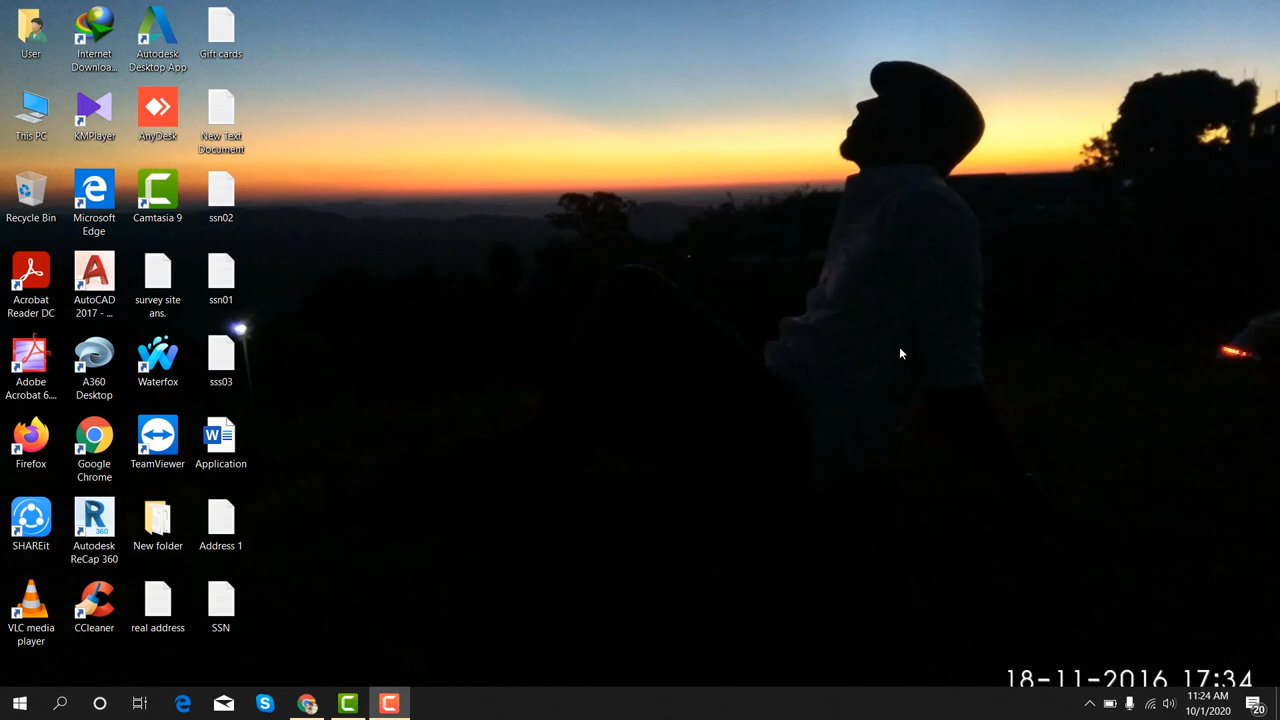 User
Internet
Downloa...
Autodesk
Desktop App
Gift cards
This PC
KMPlayer
AnyDesk
New Text
Document
Recycle Bin
Microsoft
Edge
Camtasia 9
ssn02
Acrobat
Reader DC
AutoCAD
2017 - ...
survey site
ans.
ssn01
Adobe
Acrobat 6....
A360
Desktop
Waterfox
sss03
Firefox
Google
Chrome
TeamViewer
Application
SHAREit
Autodesk
ReCap 360
New folder
Address 1
VLC media
player
CCleaner
real address
SSN
18-11-2016 17:34
11:24 AM
10/1/2020
20